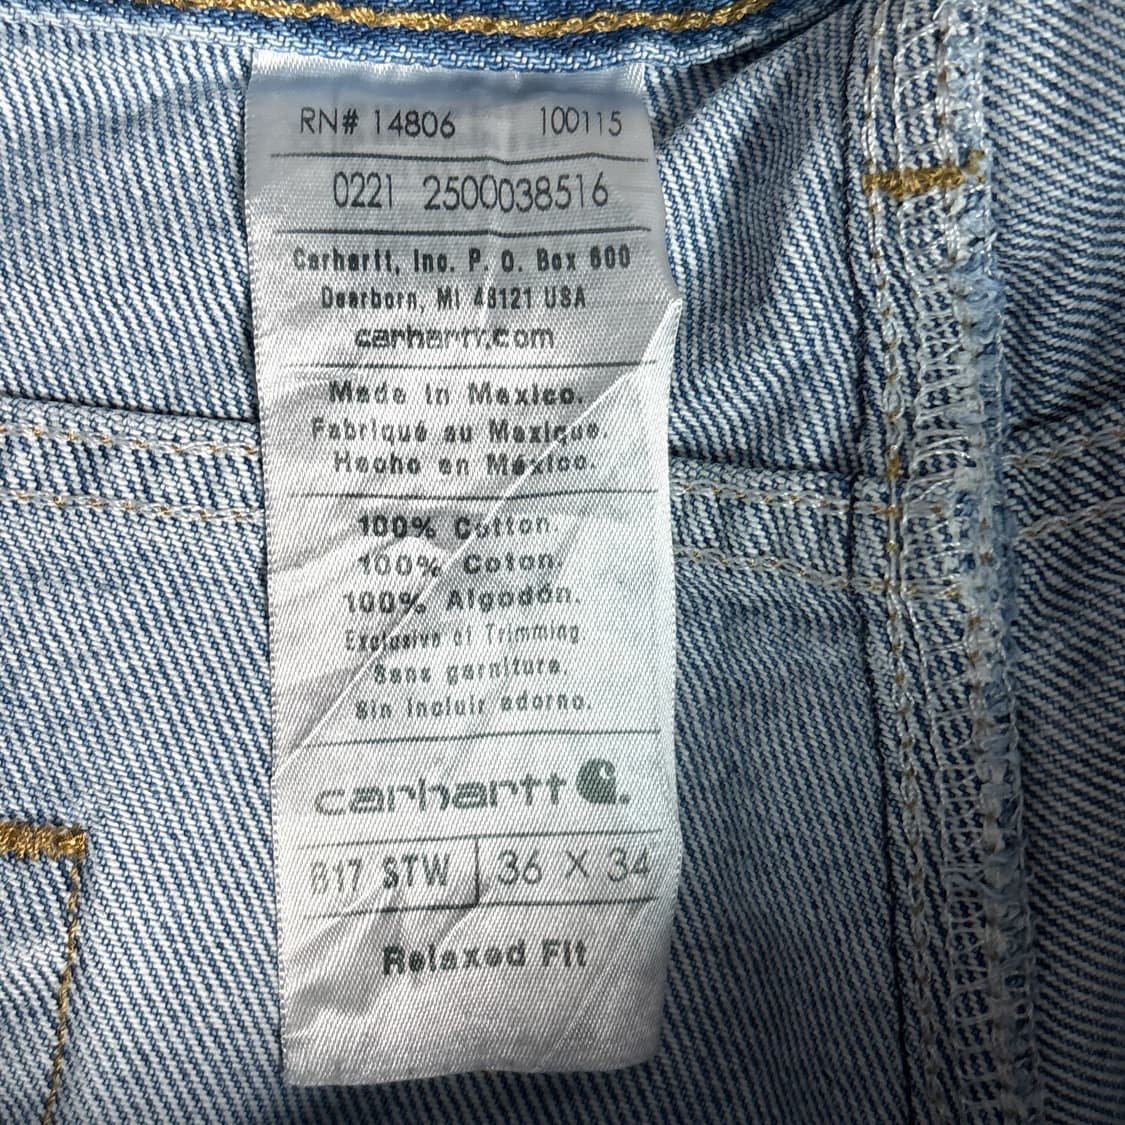 RN# 14806 100115
0221 2500038516
Carhartt, Inc. P. O. Box 600
Dearborn, MI 48121 USA
carhartt.com
Made in Mexico.
Fabriqué au Mexique.
Hecho en México.
100% Cotton.
100% Coton.
100% Algodón.
Exclusive of Trimming
Sans garniture.
Sin incluir adorno.
carhartt
B17 STW 36 X 34
Relaxed Fit